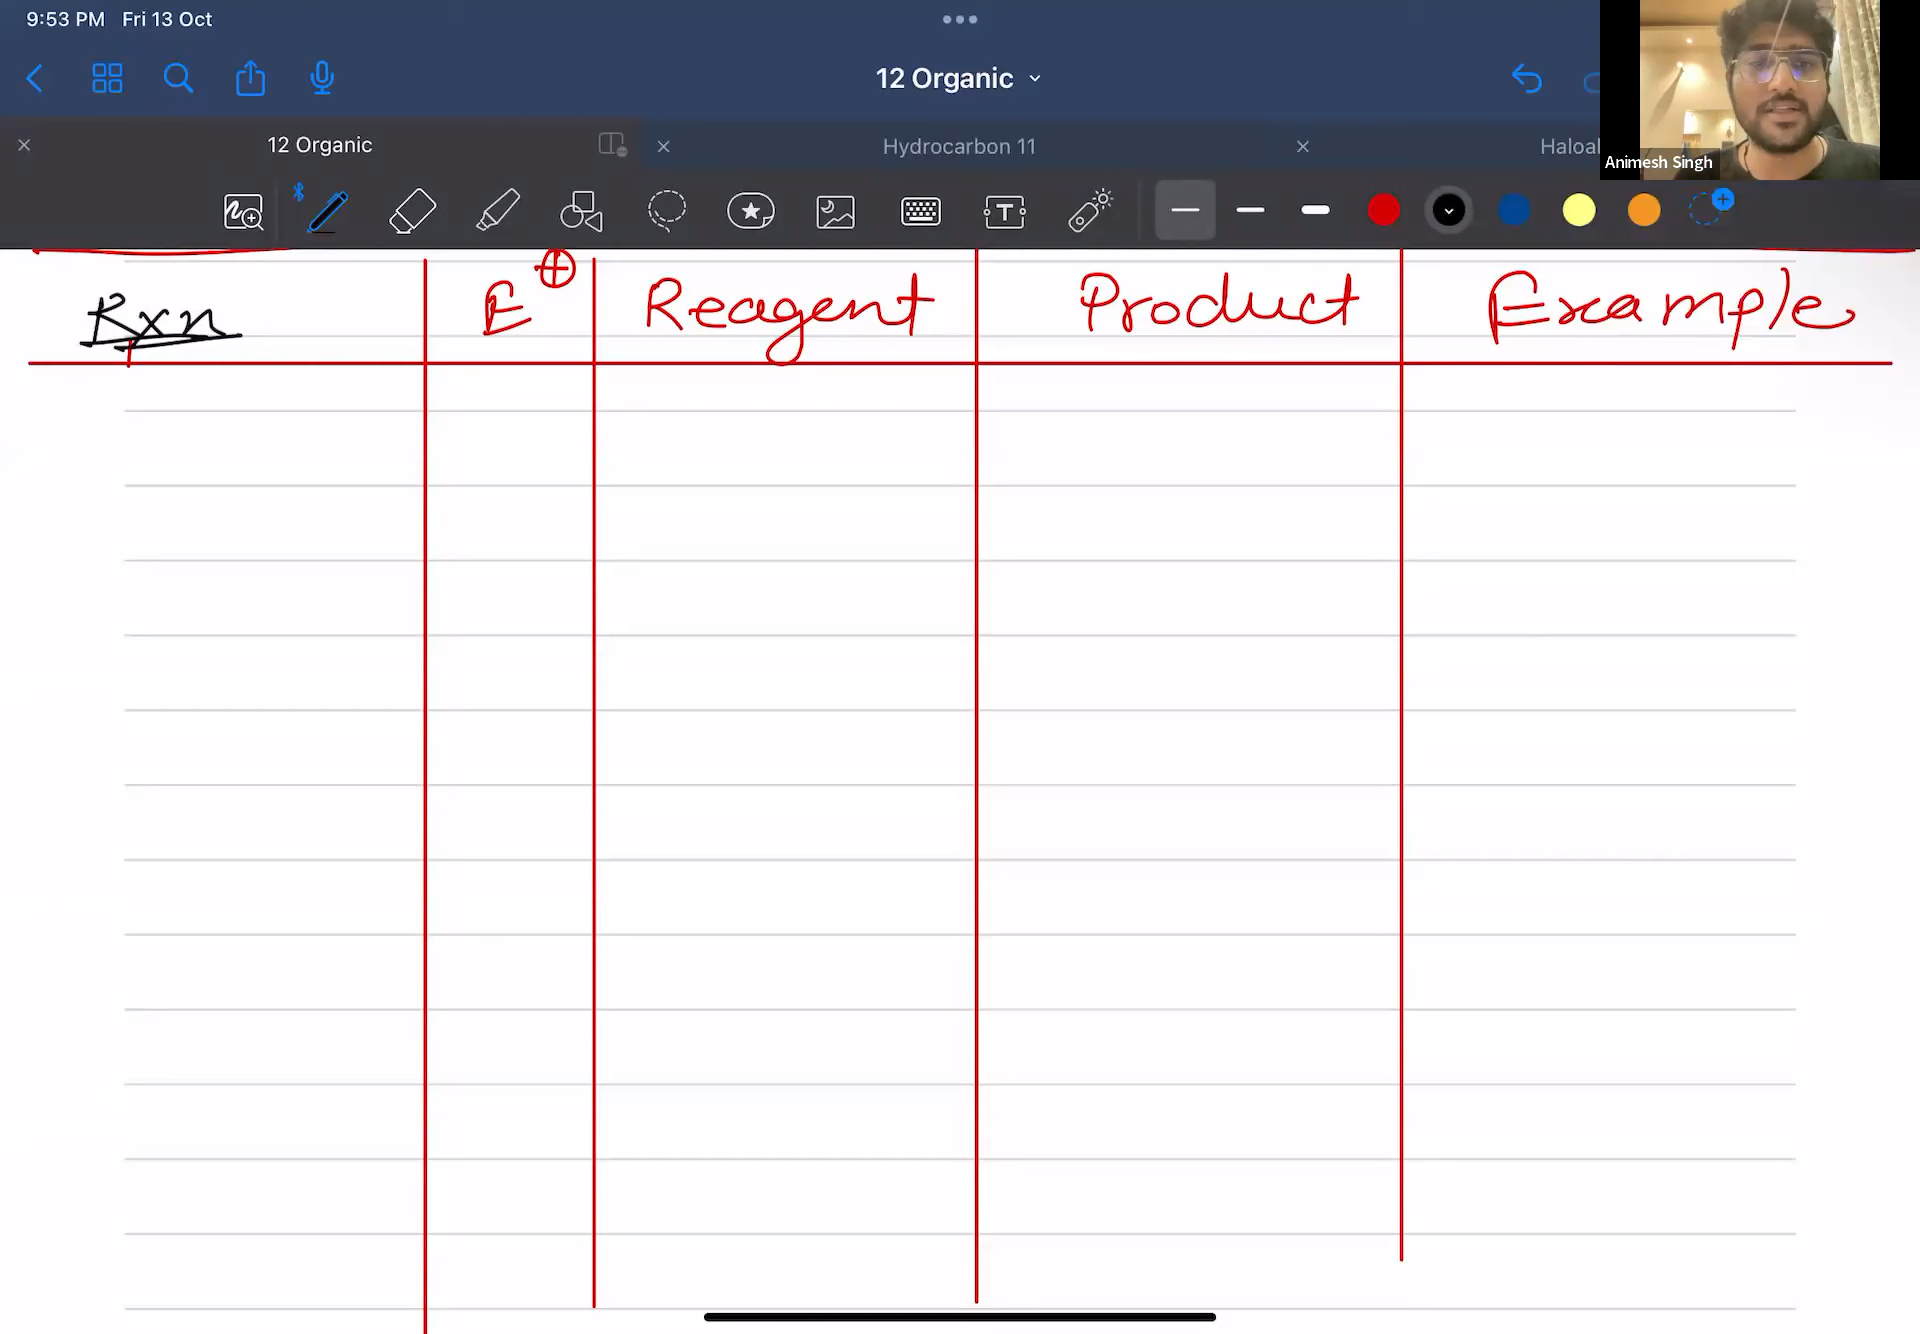 9:53 PM Fri 13 Oct
12 Organic
12 Organic
Hydrocarbon 11
Haloal
Animesh Singh
T
Rxn E⊕ Reagent Product Example